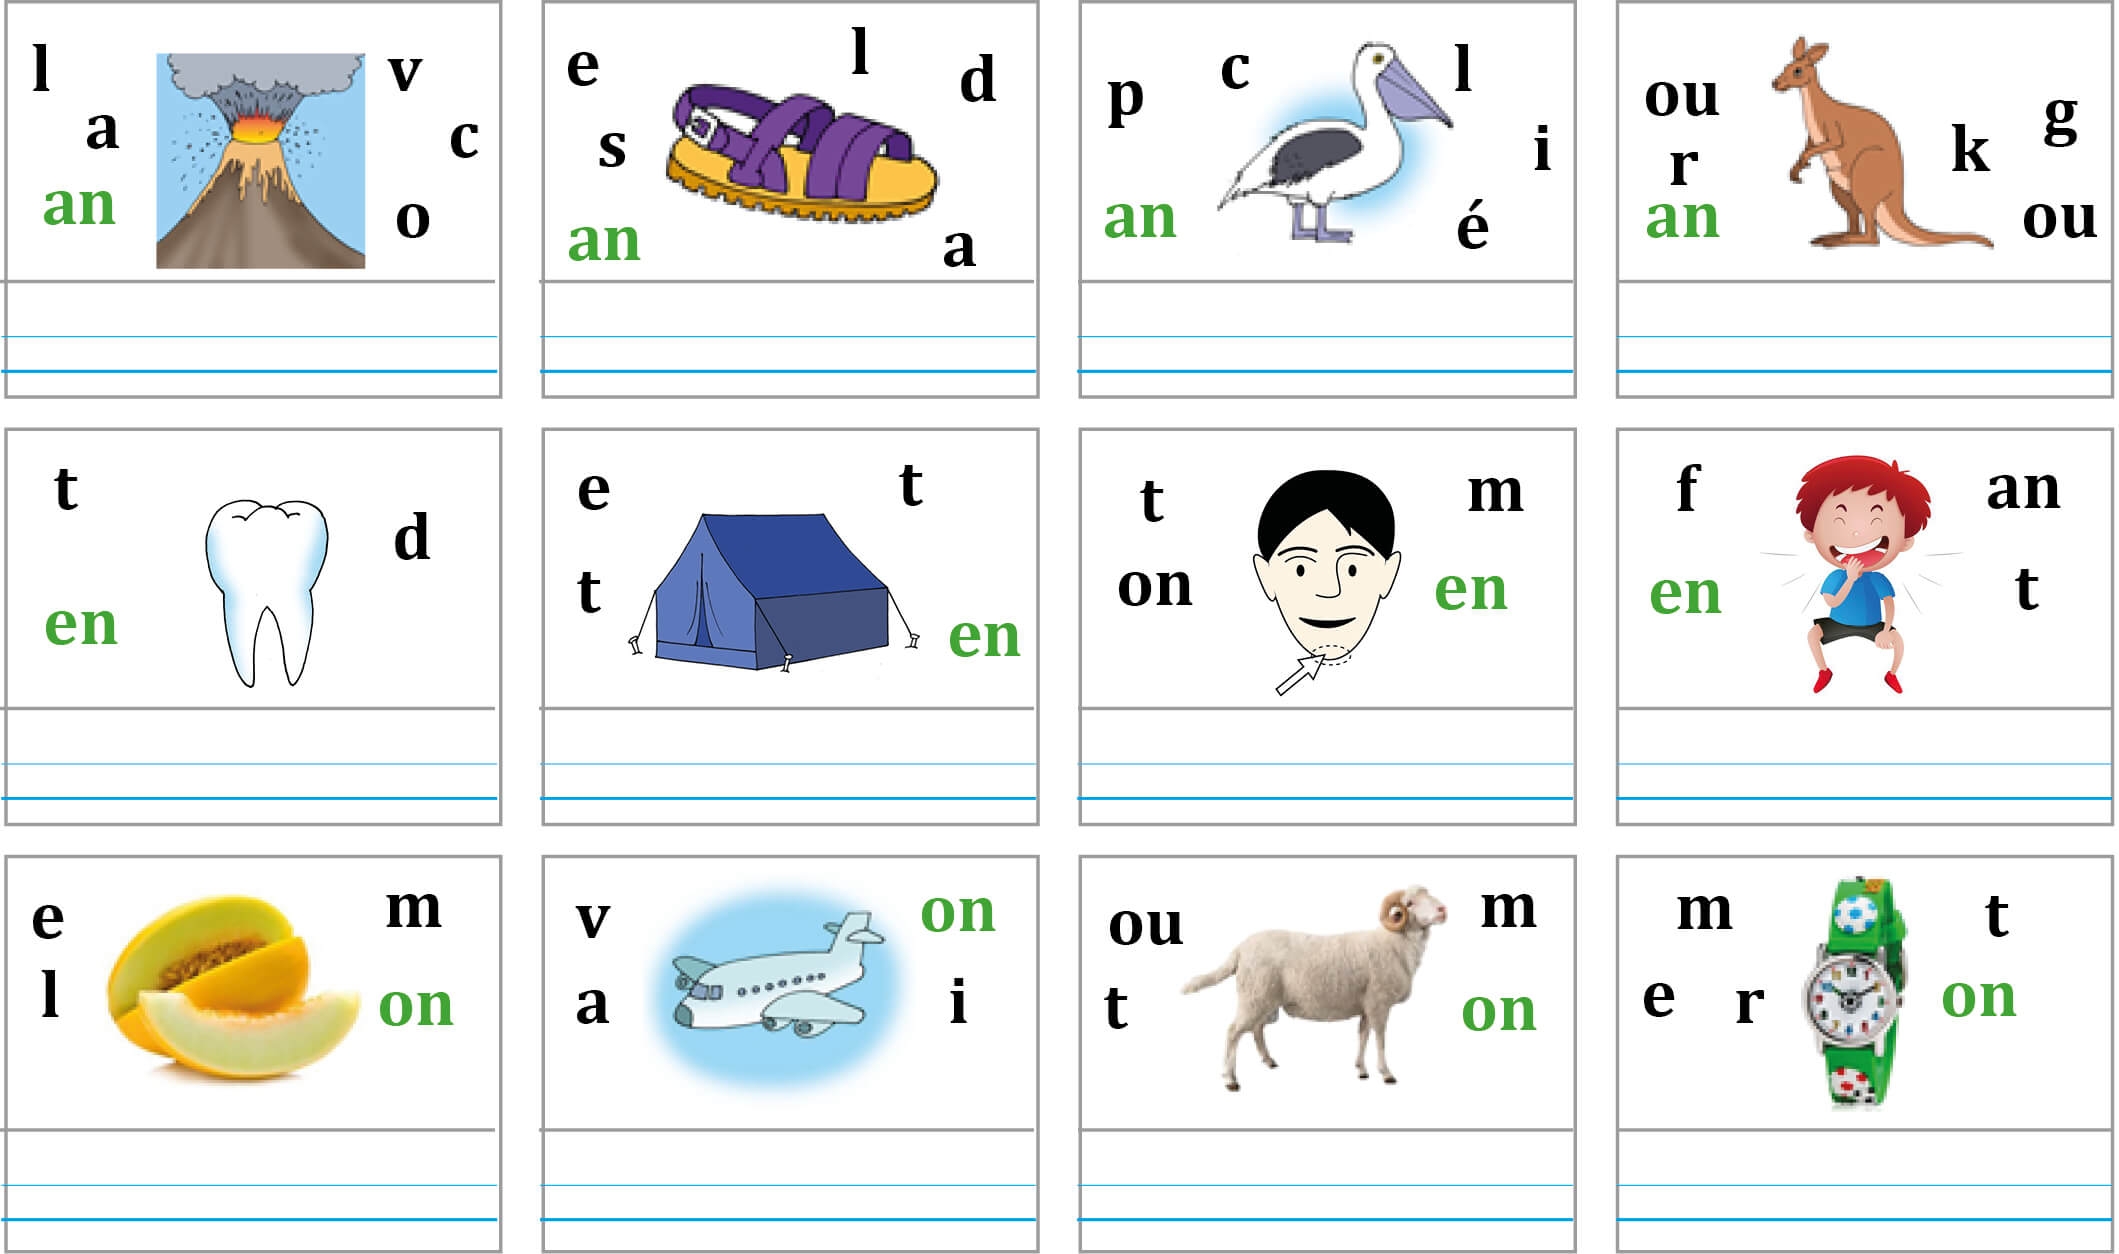 l v
a c
an o
e l d
s
an a
p c l
i
an é
ou g
r k
an ou
t
d
en
e t
t
en
t m
on en
f an
en t
e m
l on
v on
a i
ou m
t on
m t
e r on